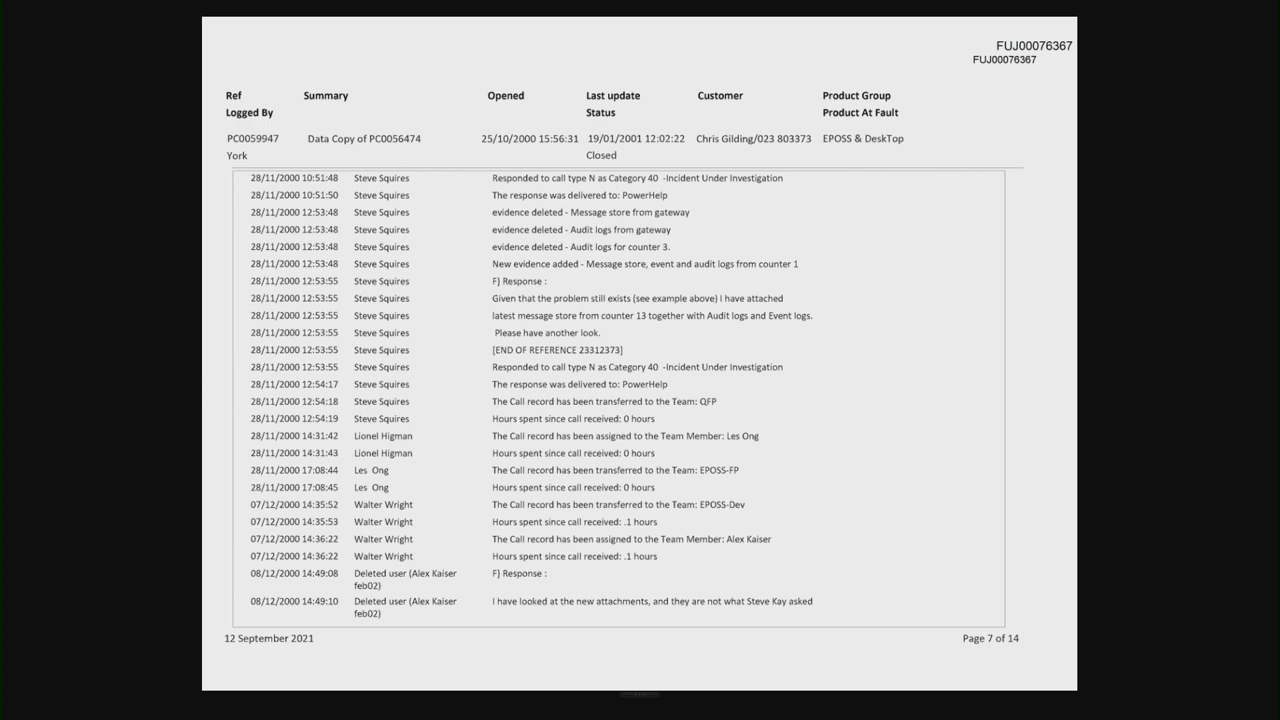 FUJ00076367
FUJ00076367
Ref Summary Opened Last update Customer Product Group
Logged By Status Product At Fault
PC0059947 Data Copy of PC0056474 25/10/2000 15:56:31 19/01/2001 12:02:22 Chris Gilding/023 803373 EPOSS & DeskTop
York Closed
28/11/2000 10:51:48 Steve Squires Responded to call type N as Category 40 -Incident Under Investigation
28/11/2000 10:51:50 Steve Squires The response was delivered to: PowerHelp
28/11/2000 12:53:48 Steve Squires evidence deleted - Message store from gateway
28/11/2000 12:53:48 Steve Squires evidence deleted - Audit logs from gateway
28/11/2000 12:53:48 Steve Squires evidence deleted - Audit logs for counter 3.
28/11/2000 12:53:48 Steve Squires New evidence added - Message store, event and audit logs from counter 1
28/11/2000 12:53:55 Steve Squires F} Response :
28/11/2000 12:53:55 Steve Squires Given that the problem still exists (see example above) I have attached
28/11/2000 12:53:55 Steve Squires latest message store from counter 13 together with Audit logs and Event logs.
28/11/2000 12:53:55 Steve Squires Please have another look.
28/11/2000 12:53:55 Steve Squires [END OF REFERENCE 23312373]
28/11/2000 12:53:55 Steve Squires Responded to call type N as Category 40 -Incident Under Investigation
28/11/2000 12:54:17 Steve Squires The response was delivered to: PowerHelp
28/11/2000 12:54:18 Steve Squires The Call record has been transferred to the Team: QFP
28/11/2000 12:54:19 Steve Squires Hours spent since call received: 0 hours
28/11/2000 14:31:42 Lionel Higman The Call record has been assigned to the Team Member: Les Ong
28/11/2000 14:31:43 Lionel Higman Hours spent since call received: 0 hours
28/11/2000 17:08:44 Les Ong The Call record has been transferred to the Team: EPOSS-FP
28/11/2000 17:08:45 Les Ong Hours spent since call received: 0 hours
07/12/2000 14:35:52 Walter Wright The Call record has been transferred to the Team: EPOSS-Dev
07/12/2000 14:35:53 Walter Wright Hours spent since call received: .1 hours
07/12/2000 14:36:22 Walter Wright The Call record has been assigned to the Team Member: Alex Kaiser
07/12/2000 14:36:22 Walter Wright Hours spent since call received: .1 hours
08/12/2000 14:49:08 Deleted user (Alex Kaiser F} Response :
feb02)
08/12/2000 14:49:10 Deleted user (Alex Kaiser I have looked at the new attachments, and they are not what Steve Kay asked
feb02)
12 September 2021 Page 7 of 14